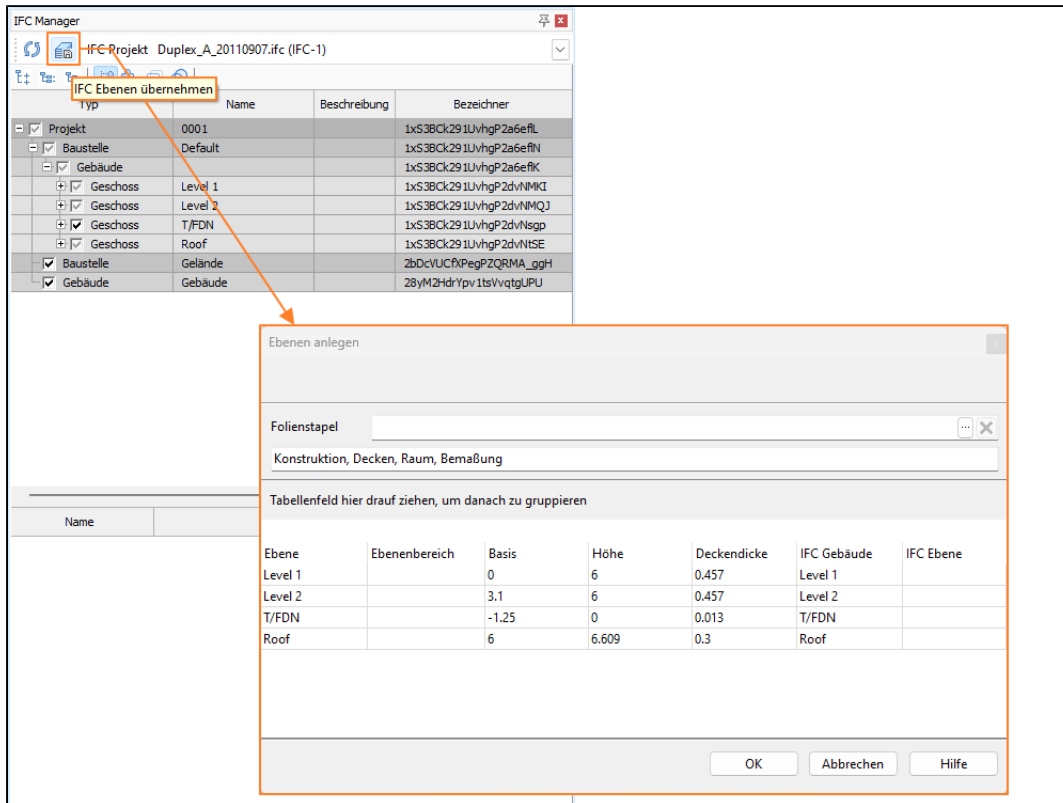 IFC Manager
IFC Projekt Duplex_A_20110907.ifc (IFC-1)
IFC Ebenen übernehmen
Typ Name Beschreibung Bezeichner
Projekt 0001 1xS3BCk291UvhgP2a6eflL
Baustelle Default 1xS3BCk291UvhgP2a6eflN
Gebäude 1xS3BCk291UvhgP2a6eflK
Geschoss Level 1 1xS3BCk291UvhgP2dvNMKI
Geschoss Level 2 1xS3BCk291UvhgP2dvNMQJ
Geschoss T/FDN 1xS3BCk291UvhgP2dvNsgp
Geschoss Roof 1xS3BCk291UvhgP2dvNtSE
Baustelle Gelände 2bDcVUCfXPegPZQRMA_ggH
Gebäude Gebäude 28yM2HdrYpv1tsVvqtgUPU
Name
Ebenen anlegen
Folienstapel
Konstruktion, Decken, Raum, Bemaßung
Tabellenfeld hier drauf ziehen, um danach zu gruppieren
Ebene Ebenenbereich Basis Höhe Deckendicke IFC Gebäude IFC Ebene
Level 1 0 6 0.457 Level 1
Level 2 3.1 6 0.457 Level 2
T/FDN -1.25 0 0.013 T/FDN
Roof 6 6.609 0.3 Roof
OK Abbrechen Hilfe